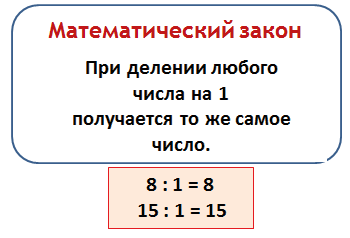 Математический закон
При делении любого
числа на 1
получается то же самое
число.
8 : 1 = 8
15 : 1 = 15